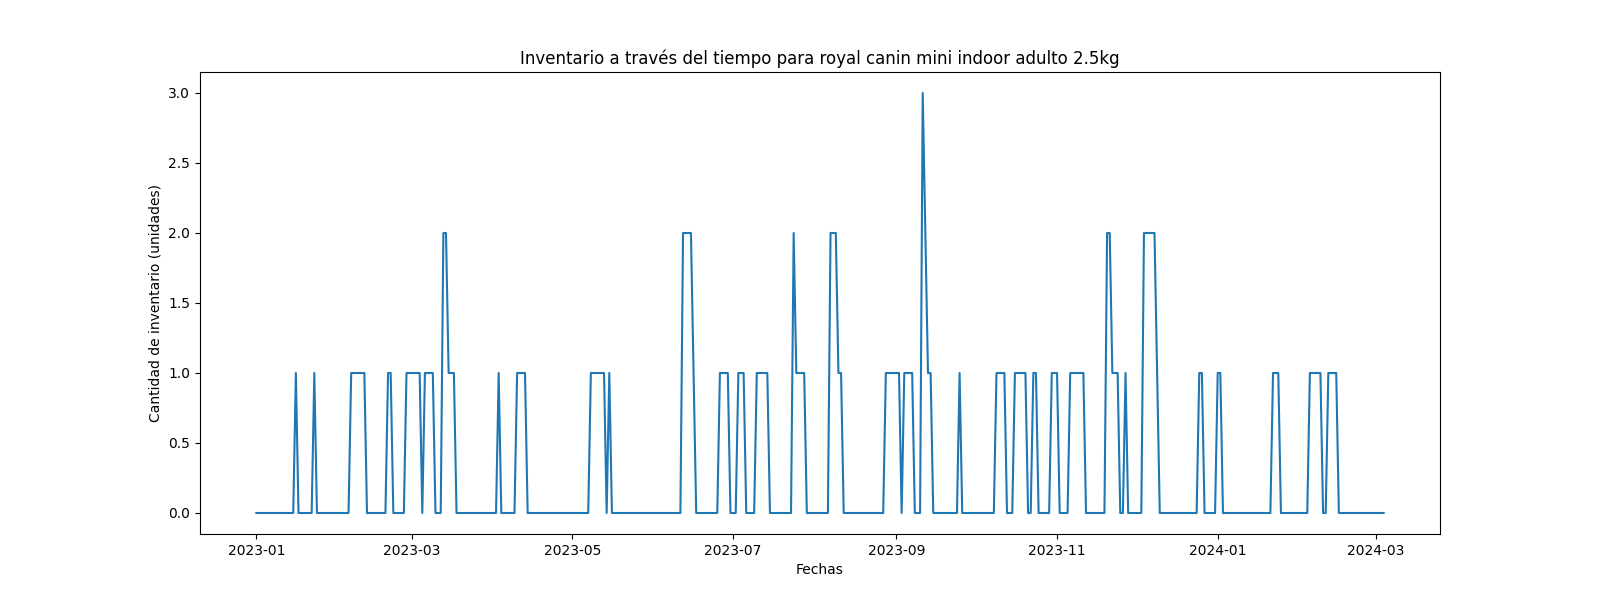 Inventario a través del tiempo para royal canin mini indoor adulto 2.5kg
Cantidad de inventario (unidades)
3.0
2.5
2.0
1.5
1.0
0.5
0.0
2023-01 2023-03 2023-05 2023-07 2023-09 2023-11 2024-01 2024-03
Fechas